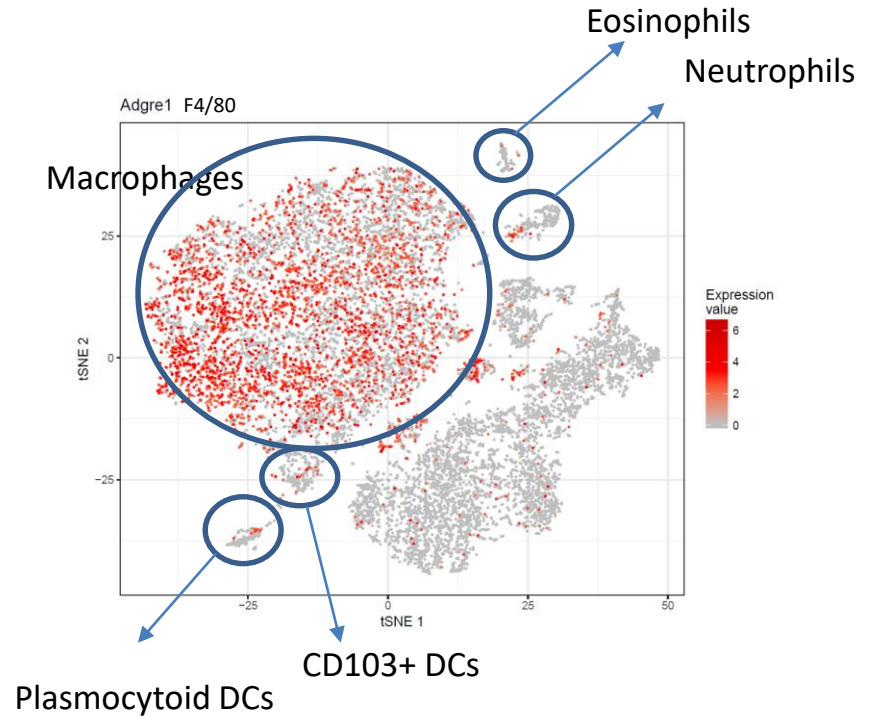 Eosinophils
Neutrophils
Adgre1 F4/80
Macrophages
25
0
−25
tSNE 2
−25
0
25
50
tSNE 1
Expression
value
6
4
2
0
CD103+ DCs
Plasmocytoid DCs